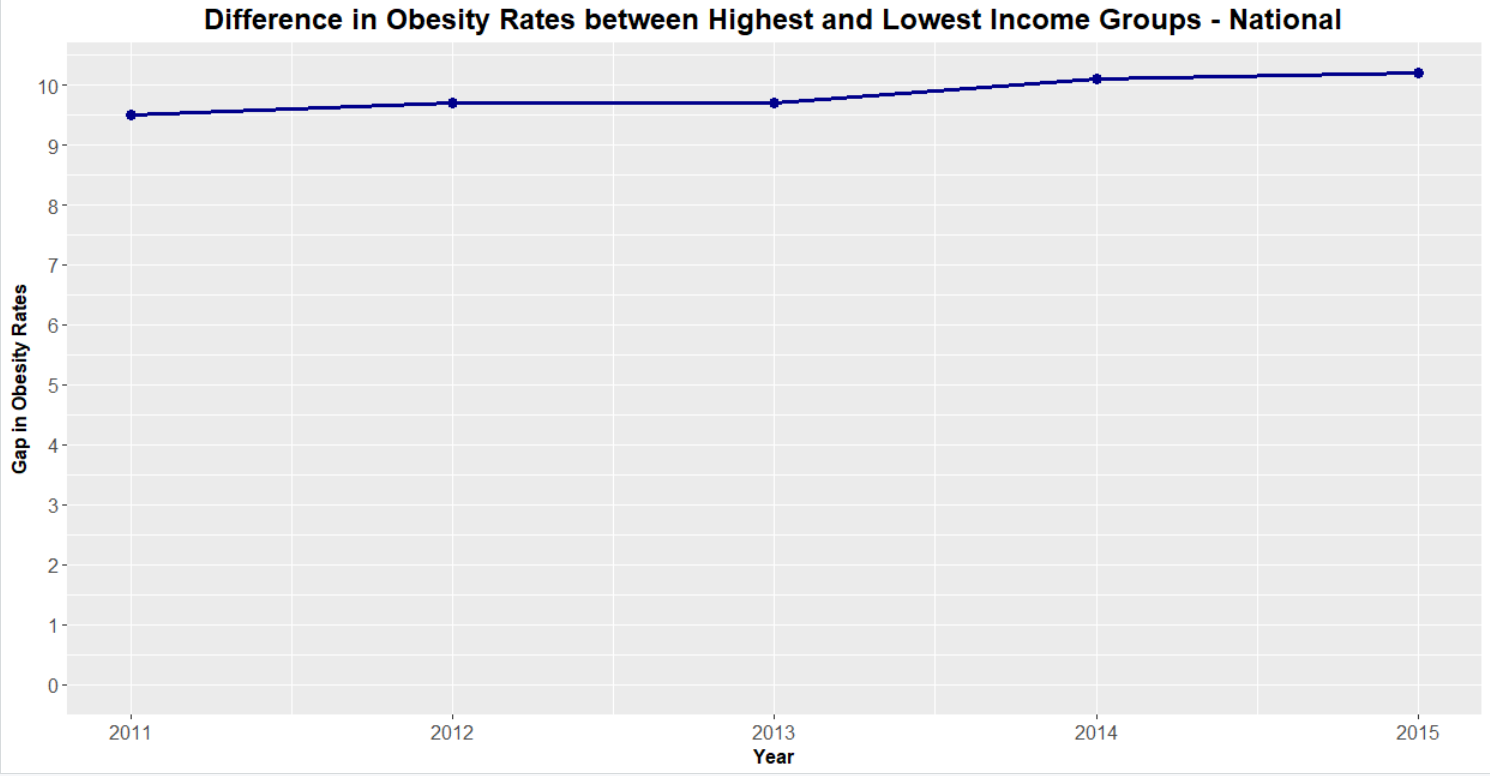 Difference in Obesity Rates between Highest and Lowest Income Groups - National
10
9
8
7
6
5
4
3
2
1
0
Gap in Obesity Rates
2011 2012 2013 2014 2015
Year